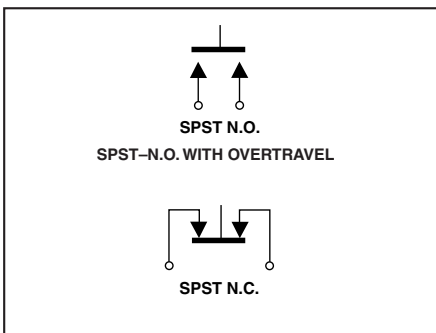 SPST N.O.
SPST–N.O. WITH OVERTRAVEL
SPST N.C.